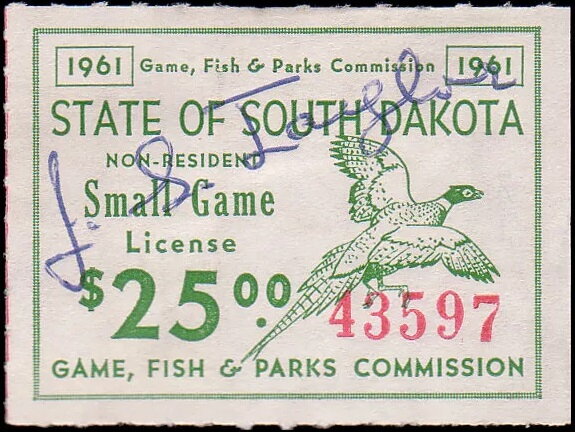 1961 Game, Fish & Parks Commission 1961
STATE OF SOUTH DAKOTA
NON-RESIDENT
Small Game
License
$25.00
43597
GAME, FISH & PARKS COMMISSION
J. S.